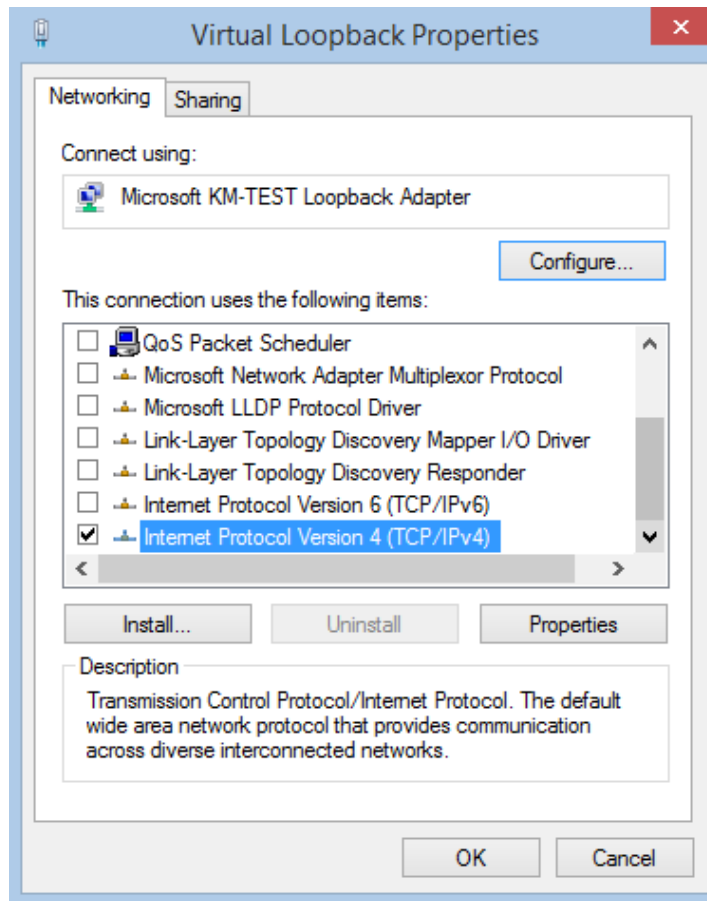 Virtual Loopback Properties
Networking
Sharing
Connect using:
Microsoft KM-TEST Loopback Adapter
Configure...
This connection uses the following items:
QoS Packet Scheduler
Microsoft Network Adapter Multiplexor Protocol
Microsoft LLDP Protocol Driver
Link-Layer Topology Discovery Mapper I/O Driver
Link-Layer Topology Discovery Responder
Internet Protocol Version 6 (TCP/IPv6)
Internet Protocol Version 4 (TCP/IPv4)
Install...
Uninstall
Properties
Description
Transmission Control Protocol/Internet Protocol. The default
wide area network protocol that provides communication
across diverse interconnected networks.
OK
Cancel